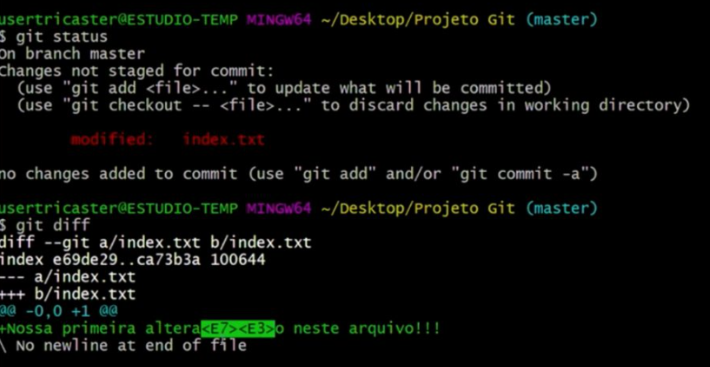 usertricaster@ESTUDIO-TEMP MINGW64 ~/Desktop/Projeto Git (master)
$ git status
On branch master
Changes not staged for commit:
  (use "git add <file>..." to update what will be committed)
  (use "git checkout -- <file>..." to discard changes in working directory)
        modified:   index.txt
no changes added to commit (use "git add" and/or "git commit -a")
usertricaster@ESTUDIO-TEMP MINGW64 ~/Desktop/Projeto Git (master)
$ git diff
diff --git a/index.txt b/index.txt
index e69de29..ca73b3a 100644
--- a/index.txt
+++ b/index.txt
@@ -0,0 +1 @@
+Nossa primeira altera<E7><E3>o neste arquivo!!!
\ No newline at end of file